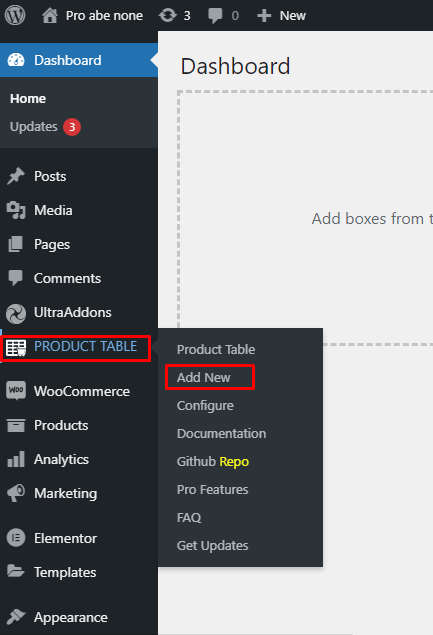 Pro abe none 3 0 New
Dashboard
Home
Updates 3
Posts
Media
Pages
Comments
UltraAddons
PRODUCT TABLE
WOO WooCommerce
Products
Analytics
Marketing
Elementor
Templates
Appearance
Product Table
Add New
Configure
Documentation
Github Repo
Pro Features
FAQ
Get Updates
Dashboard
Add boxes from t